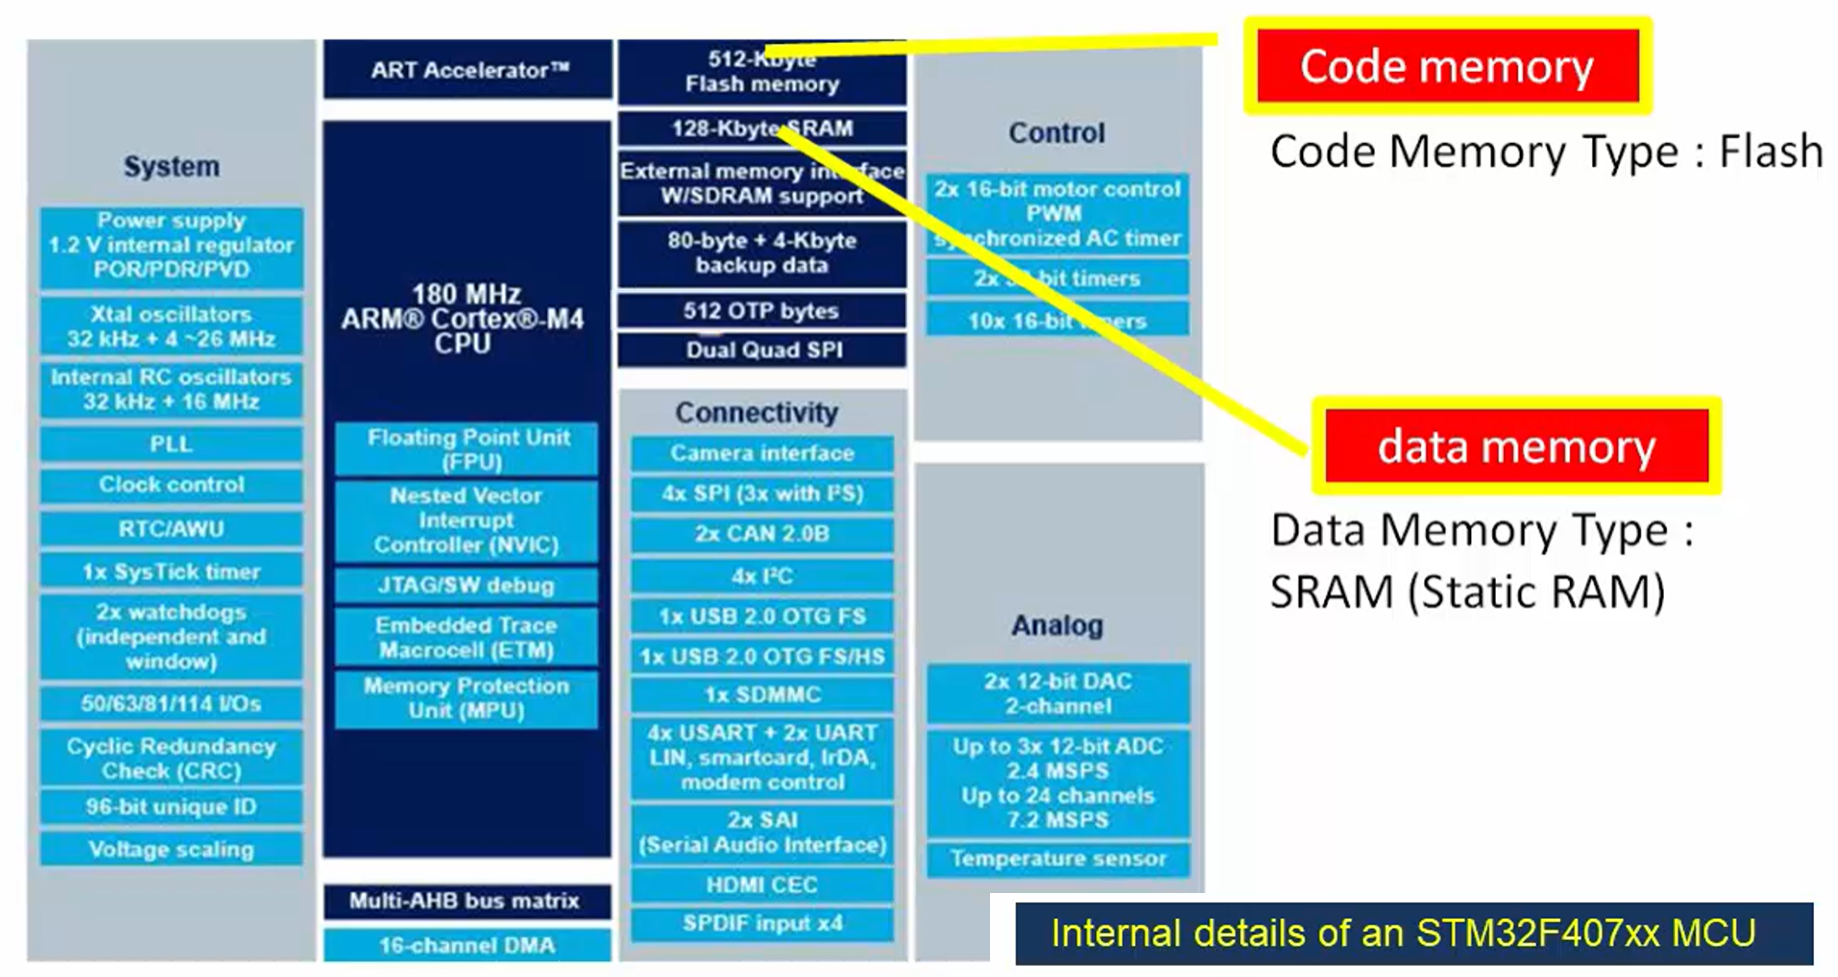 System
Power supply
1.2 V internal regulator
POR/PDR/PVD
Xtal oscillators
32 kHz + 4 ~26 MHz
Internal RC oscillators
32 kHz + 16 MHz
PLL
Clock control
RTC/AWU
1x SysTick timer
2x watchdogs
(independent and
window)
50/63/81/114 I/Os
Cyclic Redundancy
Check (CRC)
96-bit unique ID
Voltage scaling
ART Accelerator™
180 MHz
ARM® Cortex®-M4
CPU
Floating Point Unit
(FPU)
Nested Vector
Interrupt
Controller (NVIC)
JTAG/SW debug
Embedded Trace
Macrocell (ETM)
Memory Protection
Unit (MPU)
Multi-AHB bus matrix
16-channel DMA
512-Kbyte
Flash memory
128-Kbyte SRAM
External memory interface
W/SDRAM support
80-byte + 4-Kbyte
backup data
512 OTP bytes
Dual Quad SPI
Connectivity
Camera interface
4x SPI (3x with I²S)
2x CAN 2.0B
4x I²C
1x USB 2.0 OTG FS
1x USB 2.0 OTG FS/HS
1x SDMMC
4x USART + 2x UART
LIN, smartcard, IrDA,
modem control
2x SAI
(Serial Audio Interface)
HDMI CEC
SPDIF input x4
Control
2x 16-bit motor control
PWM
synchronized AC timer
2x 32-bit timers
10x 16-bit timers
Analog
2x 12-bit DAC
2-channel
Up to 3x 12-bit ADC
2.4 MSPS
Up to 24 channels
7.2 MSPS
Temperature sensor
Code memory
Code Memory Type : Flash
data memory
Data Memory Type :
SRAM (Static RAM)
Internal details of an STM32F407xx MCU